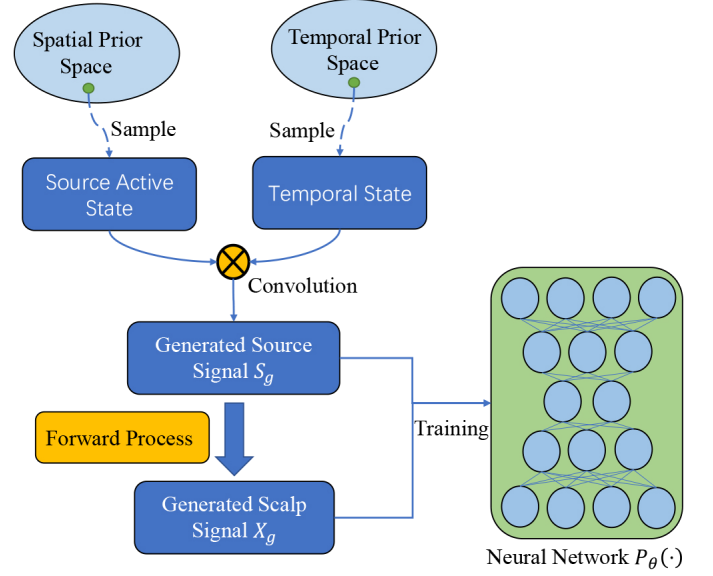 Spatial Prior
Space
Temporal Prior
Space
Sample
Sample
Source Active
State
Temporal State
Convolution
Generated Source
Signal S_g
Forward Process
Training
Generated Scalp
Signal X_g
Neural Network P_θ(·)